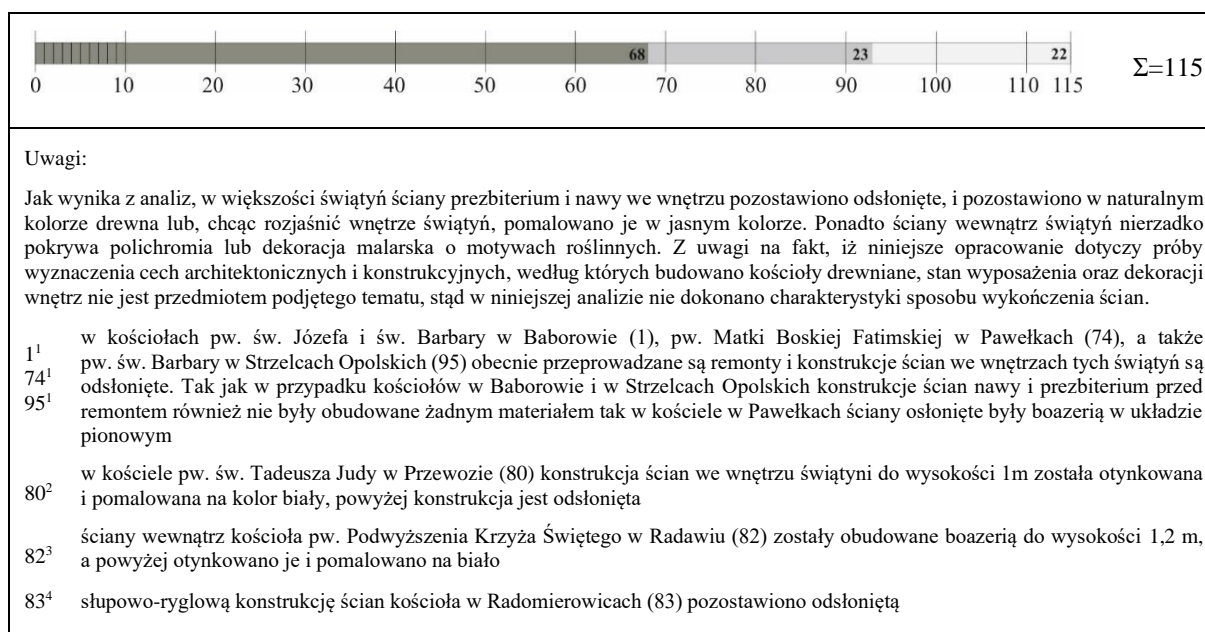 68 23 22
0 10 20 30 40 50 60 70 80 90 100 110 115
Σ=115
Uwagi:
Jak wynika z analiz, w większości świątyń ściany prezbiterium i nawy we wnętrzu pozostawiono odsłonięte, i pozostawiono w naturalnym
kolorze drewna lub, chcąc rozjaśnić wnętrze świątyń, pomalowano je w jasnym kolorze. Ponadto ściany wewnątrz świątyń nierzadko
pokrywa polichromia lub dekoracja malarska o motywach roślinnych. Z uwagi na fakt, iż niniejsze opracowanie dotyczy próby
wyznaczenia cech architektonicznych i konstrukcyjnych, według których budowano kościoły drewniane, stan wyposażenia oraz dekoracji
wnętrz nie jest przedmiotem podjętego tematu, stąd w niniejszej analizie nie dokonano charakterystyki sposobu wykończenia ścian.
1¹
74¹
95¹
w kościołach pw. św. Józefa i św. Barbary w Baborowie (1), pw. Matki Boskiej Fatimskiej w Pawełkach (74), a także
pw. św. Barbary w Strzelcach Opolskich (95) obecnie przeprowadzane są remonty i konstrukcje ścian we wnętrzach tych świątyń są
odsłonięte. Tak jak w przypadku kościołów w Baborowie i w Strzelcach Opolskich konstrukcje ścian nawy i prezbiterium przed
remontem również nie były obudowane żadnym materiałem tak w kościele w Pawełkach ściany osłonięte były boazerią w układzie
pionowym
80²
w kościele pw. św. Tadeusza Judy w Przewozie (80) konstrukcja ścian we wnętrzu świątyni do wysokości 1m została otynkowana
i pomalowana na kolor biały, powyżej konstrukcja jest odsłonięta
82³
ściany wewnątrz kościoła pw. Podwyższenia Krzyża Świętego w Radawiu (82) zostały obudowane boazerią do wysokości 1,2 m,
a powyżej otynkowano je i pomalowano na biało
83⁴ słupowo-ryglową konstrukcję ścian kościoła w Radomierowicach (83) pozostawiono odsłoniętą